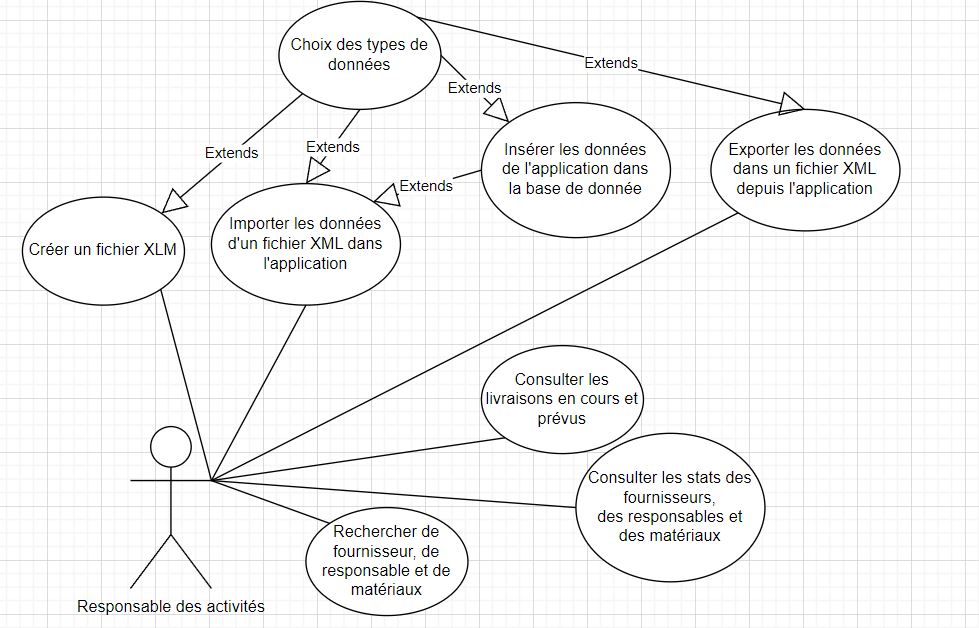 Choix des types de
données
Extends
Extends
Extends
Extends
Extends
Insérer les données
de l'application dans
la base de donnée
Exporter les données
dans un fichier XML
depuis l'application
Créer un fichier XLM
Importer les données
d'un fichier XML dans
l'application
Consulter les
livraisons en cours et
prévus
Consulter les stats des
fournisseurs,
des responsables et
des matériaux
Rechercher de
fournisseur, de
responsable et de
matériaux
Responsable des activités